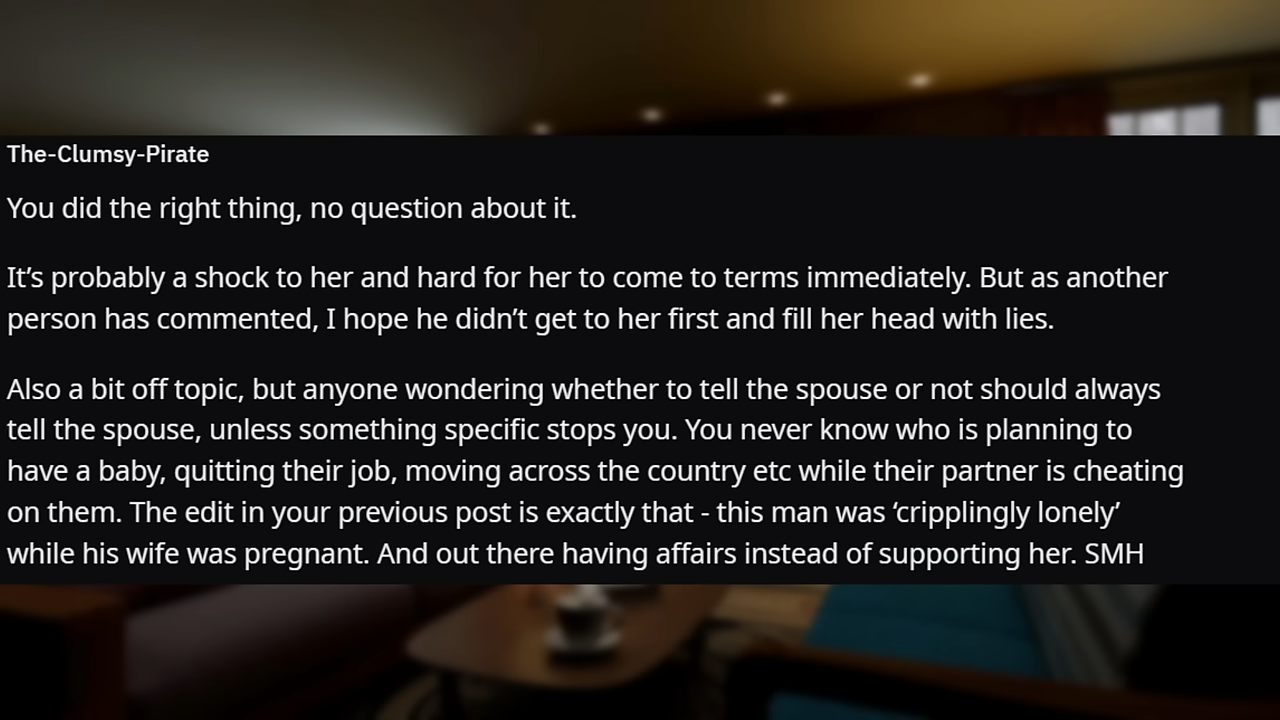 The-Clumsy-Pirate
You did the right thing, no question about it.
It’s probably a shock to her and hard for her to come to terms immediately. But as another
person has commented, I hope he didn’t get to her first and fill her head with lies.
Also a bit off topic, but anyone wondering whether to tell the spouse or not should always
tell the spouse, unless something specific stops you. You never know who is planning to
have a baby, quitting their job, moving across the country etc while their partner is cheating
on them. The edit in your previous post is exactly that - this man was ‘cripplingly lonely’
while his wife was pregnant. And out there having affairs instead of supporting her. SMH